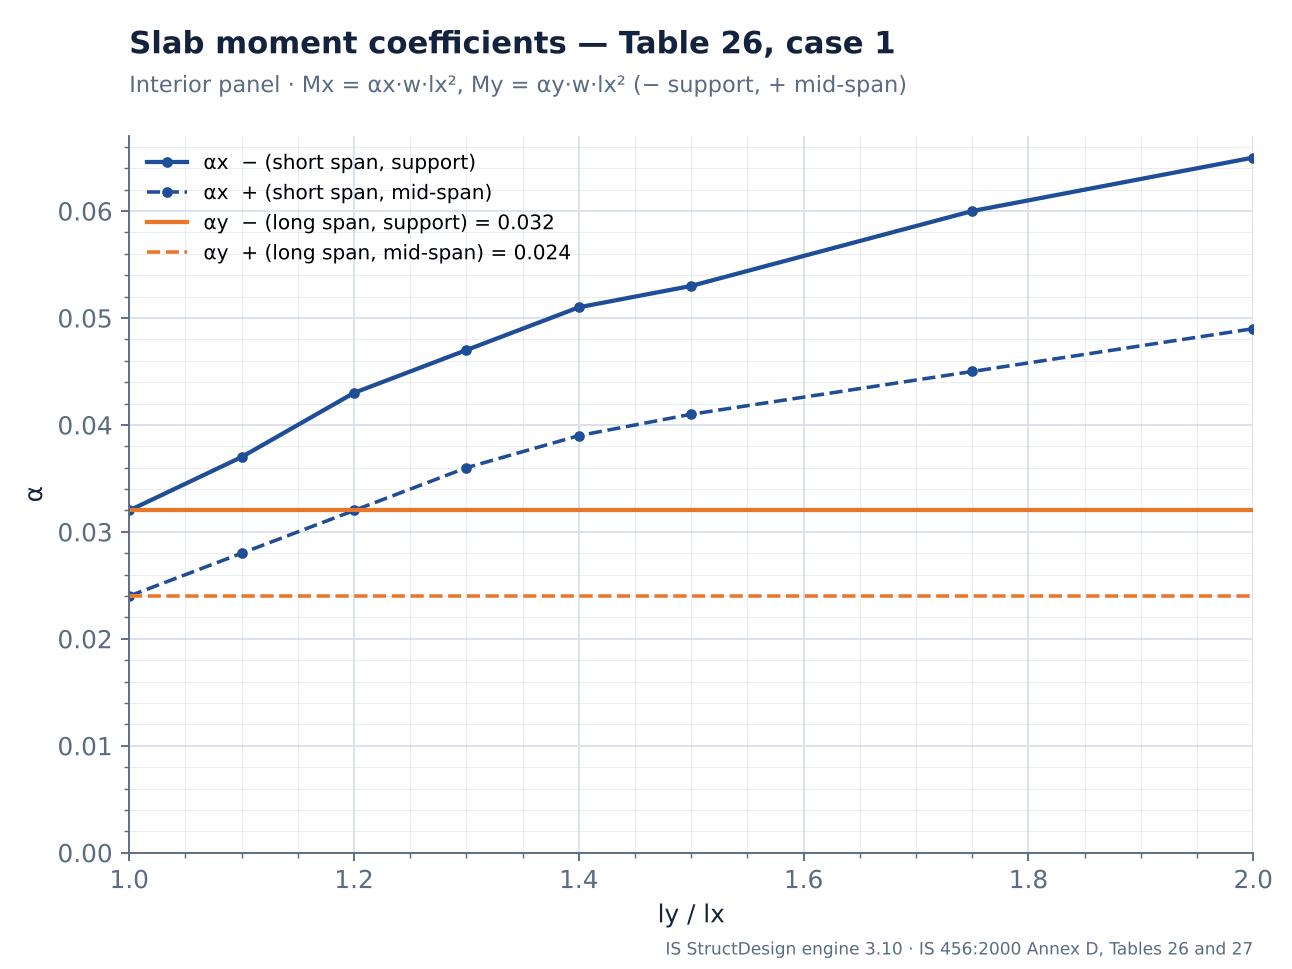 Slab moment coefficients — Table 26, case 1
Interior panel · Mx = αx·w·lx², My = αy·w·lx² (− support, + mid-span)
αx − (short span, support)
αx + (short span, mid-span)
αy − (long span, support) = 0.032
αy + (long span, mid-span) = 0.024
0.06
0.05
0.04
0.03
0.02
0.01
0.00
α
1.0 1.2 1.4 1.6 1.8 2.0
ly / lx
IS StructDesign engine 3.10 · IS 456:2000 Annex D, Tables 26 and 27